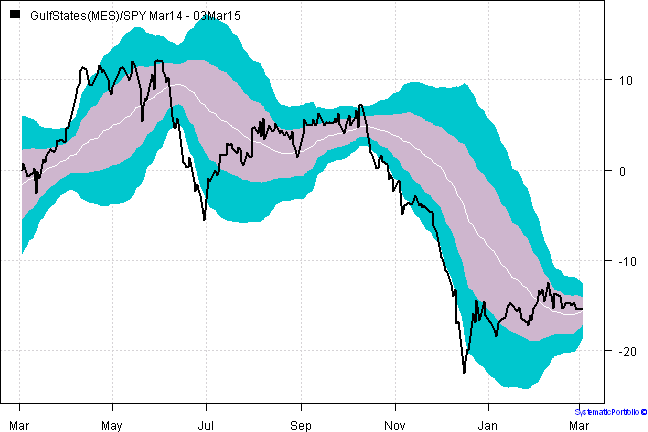 GulfStates(MES)/SPY Mar14 - 03Mar15
10
0
-10
-20
SystematicPortfolio ©
Mar May Jul Sep Nov Jan Mar